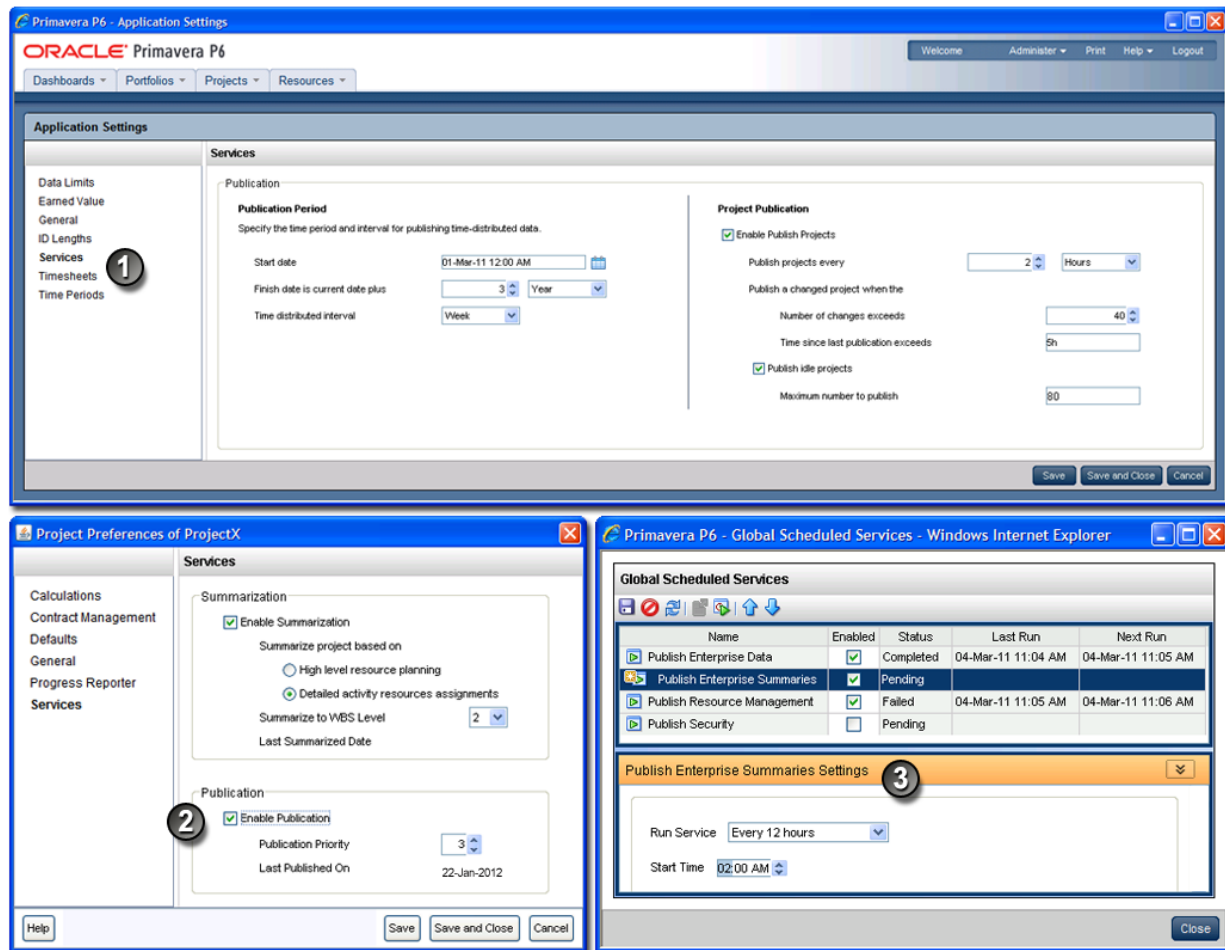 Primavera P6 - Application Settings
ORACLE Primavera P6
Welcome Administer Print Help Logout
Dashboards Portfolios Projects Resources
Application Settings
Services
Data Limits
Earned Value
General
ID Lengths
Services
Timesheets
Time Periods
1
Publication
Publication Period
Specify the time period and interval for publishing time-distributed data.
Start date 01-Mar-11 12:00 AM
Finish date is current date plus 3 Year
Time distributed interval Week
Project Publication
Enable Publish Projects
Publish projects every 2 Hours
Publish a changed project when the
Number of changes exceeds 40
Time since last publication exceeds 5h
Publish idle projects
Maximum number to publish 80
Save Save and Close Cancel
Project Preferences of ProjectX
Services
Calculations
Contract Management
Defaults
General
Progress Reporter
Services
Summarization
Enable Summarization
Summarize project based on
High level resource planning
Detailed activity resources assignments
Summarize to WBS Level 2
Last Summarized Date
Publication
2
Enable Publication
Publication Priority 3
Last Published On 22-Jan-2012
Help Save Save and Close Cancel
Primavera P6 - Global Scheduled Services - Windows Internet Explorer
Global Scheduled Services
Name Enabled Status Last Run Next Run
Publish Enterprise Data Completed 04-Mar-11 11:04 AM 04-Mar-11 11:05 AM
Publish Enterprise Summaries Pending
Publish Resource Management Failed 04-Mar-11 11:05 AM 04-Mar-11 11:06 AM
Publish Security Pending
Publish Enterprise Summaries Settings
3
Run Service Every 12 hours
Start Time 02:00 AM
Close